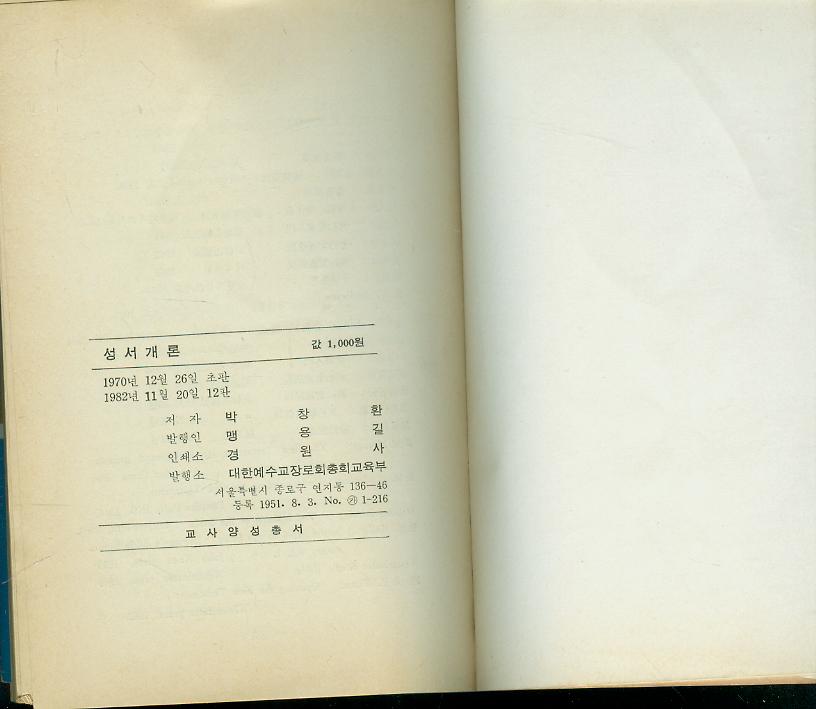 성서개론 값 1,000원
1970년 12월 26일 초판
1982년 11월 20일 12판
저 자 박 창 환
발행인 맹 용 길
인쇄소 경 원 사
발행소 대한예수교장로회총회교육부
서울특별시 종로구 연지동 136—46
등록 1951. 8. 3. No. ㉮ 1-216
교사양성총서